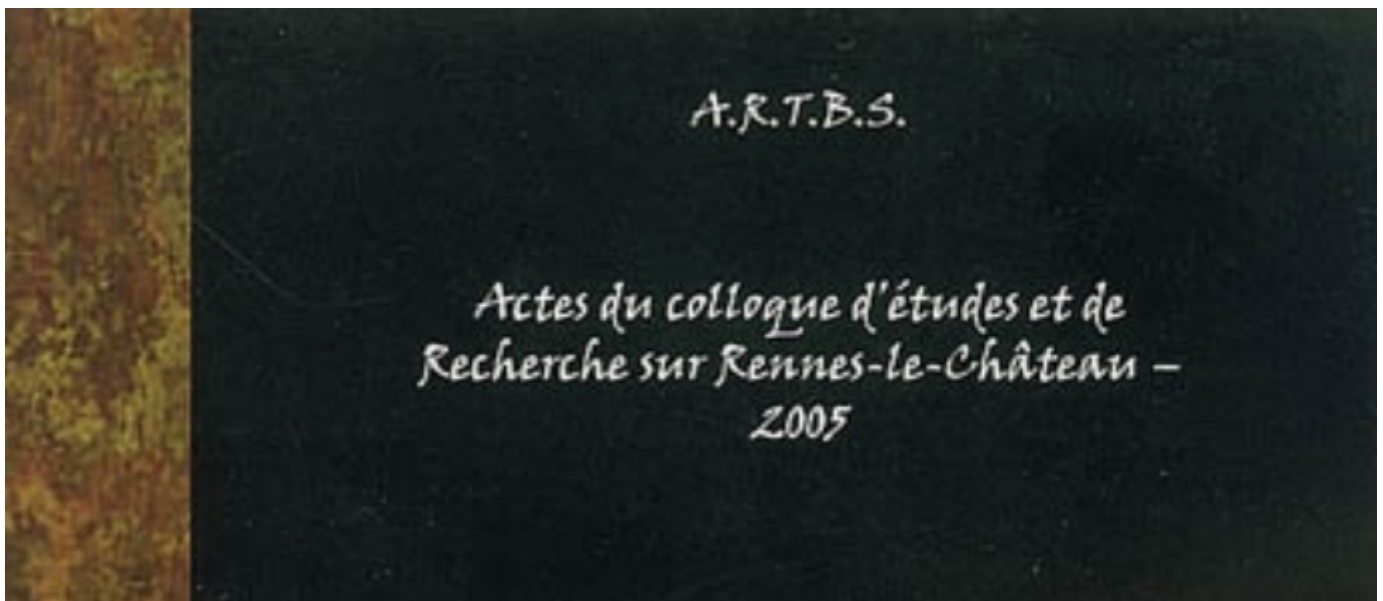 A.R.T.B.S.
Actes du colloque d'études et de
Recherche sur Rennes-le-Château –
2005